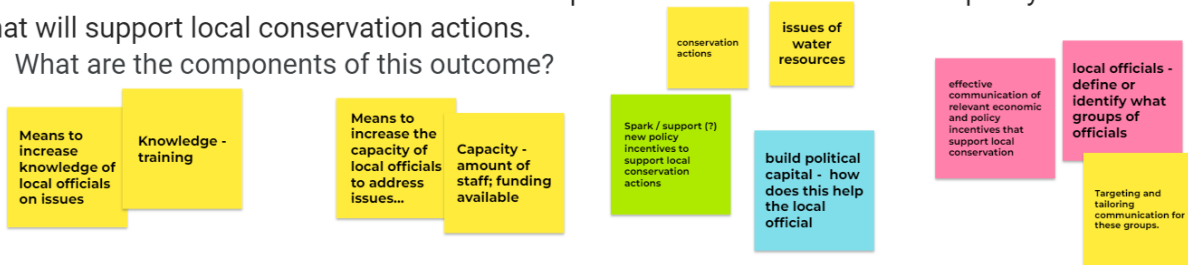 hat will support local conservation actions.
What are the components of this outcome?
Means to
increase
knowledge of
local officials
on issues
Knowledge -
training
Means to
increase the
capacity of
local officials
to address
issues...
Capacity -
amount of
staff; funding
available
conservation
actions
issues of
water
resources
Spark / support (?)
new policy
incentives to
support local
conservation
actions
build political
capital - how
does this help
the local
official
effective
communication of
relevant economic
and policy
incentives that
support local
conservation
local officials -
define or
identify what
groups of
officials
Targeting and
tailoring
communication for
these groups.